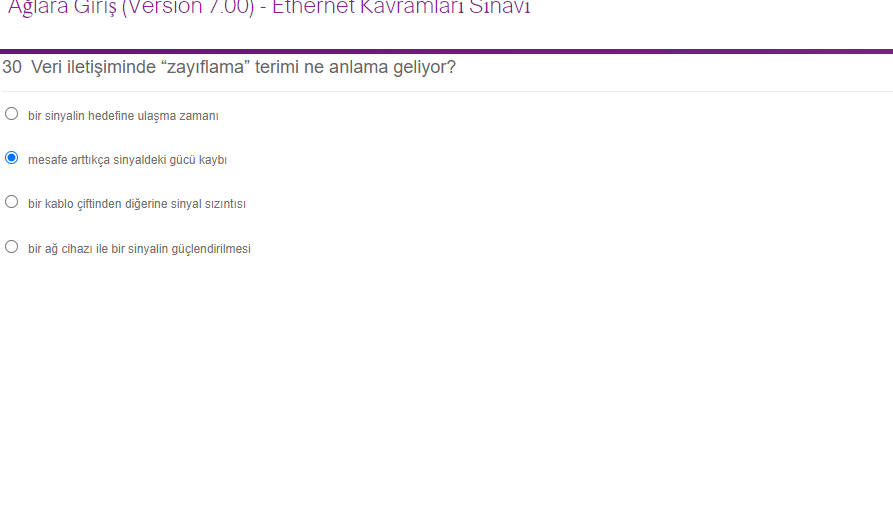 Ağlara Giriş (Version 7.00) - Ethernet Kavramları Sınavı
30 Veri iletişiminde “zayıflama” terimi ne anlama geliyor?
bir sinyalin hedefine ulaşma zamanı
mesafe arttıkça sinyaldeki gücü kaybı
bir kablo çiftinden diğerine sinyal sızıntısı
bir ağ cihazı ile bir sinyalin güçlendirilmesi